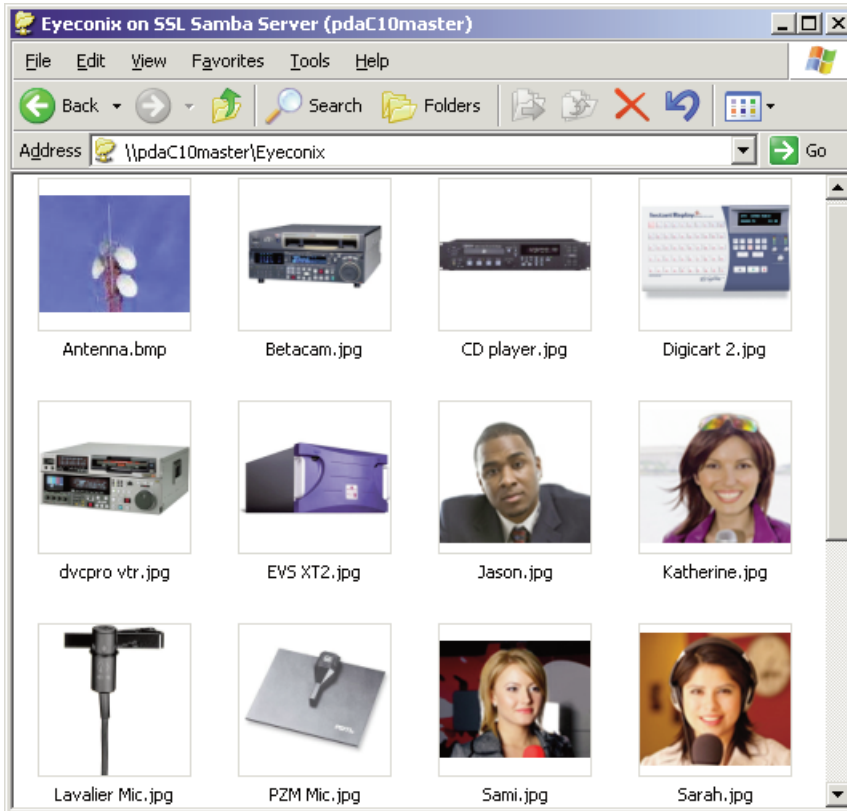 Eyeconix on SSL Samba Server (pdaC10master)
File Edit View Favorites Tools Help
Back Search Folders
Address \\pdaC10master\Eyeconix Go
Antenna.bmp Betacam.jpg CD player.jpg Digicart 2.jpg
dvcpro vtr.jpg EVS XT2.jpg Jason.jpg Katherine.jpg
Lavalier Mic.jpg PZM Mic.jpg Sami.jpg Sarah.jpg